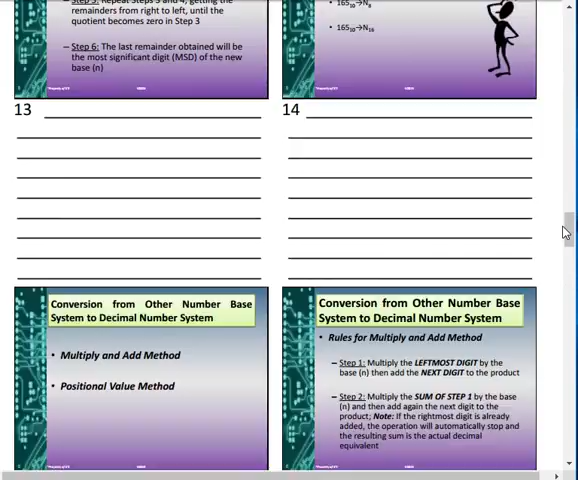 Step 5: Repeat Steps 3 and 4, getting the
remainders from right to left, until the
quotient becomes zero in Step 3
– Step 6: The last remainder obtained will be
the most significant digit (MSD) of the new
base (n)
• 165₁₀→N₈
• 165₁₀→N₁₆
13
14
Conversion from Other Number Base
System to Decimal Number System
• Multiply and Add Method
• Positional Value Method
Conversion from Other Number Base
System to Decimal Number System
• Rules for Multiply and Add Method
– Step 1: Multiply the LEFTMOST DIGIT by the
base (n) then add the NEXT DIGIT to the product
– Step 2: Multiply the SUM OF STEP 1 by the base
(n) and then add again the next digit to the
product; Note: If the rightmost digit is already
added, the operation will automatically stop and
the resulting sum is the actual decimal
equivalent